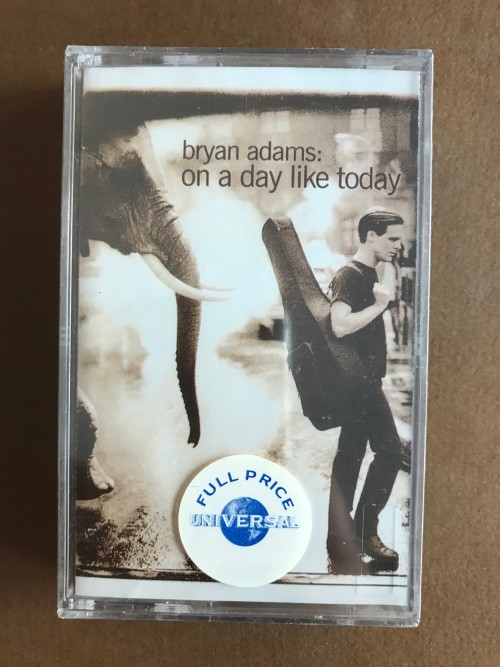 bryan adams:
on a day like today
FULL PRICE
UNIVERSAL